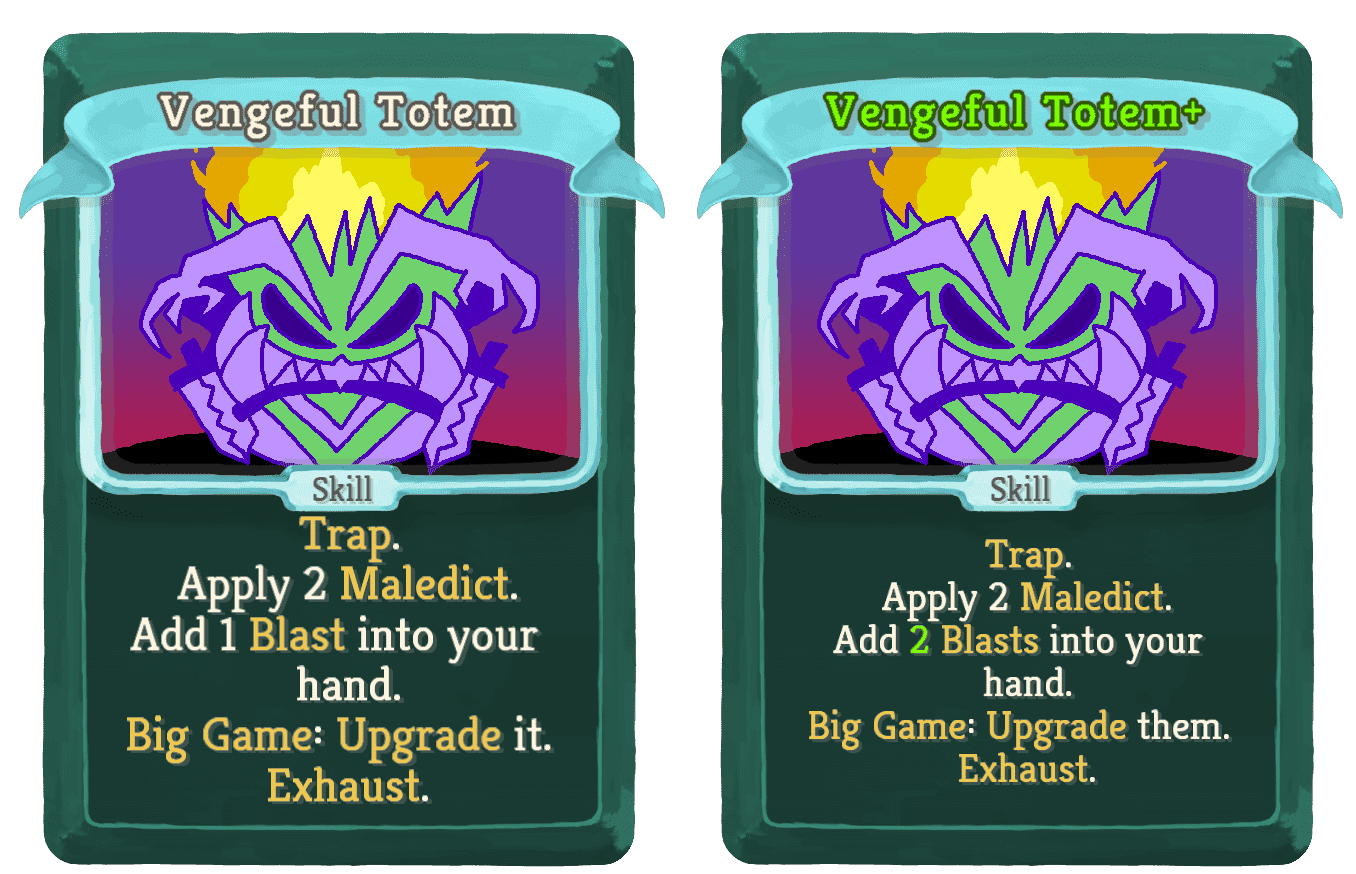 Vengeful Totem
Skill
Trap.
Apply 2 Maledict.
Add 1 Blast into your
hand.
Big Game: Upgrade it.
Exhaust.
Vengeful Totem+
Skill
Trap.
Apply 2 Maledict.
Add 2 Blasts into your
hand.
Big Game: Upgrade them.
Exhaust.